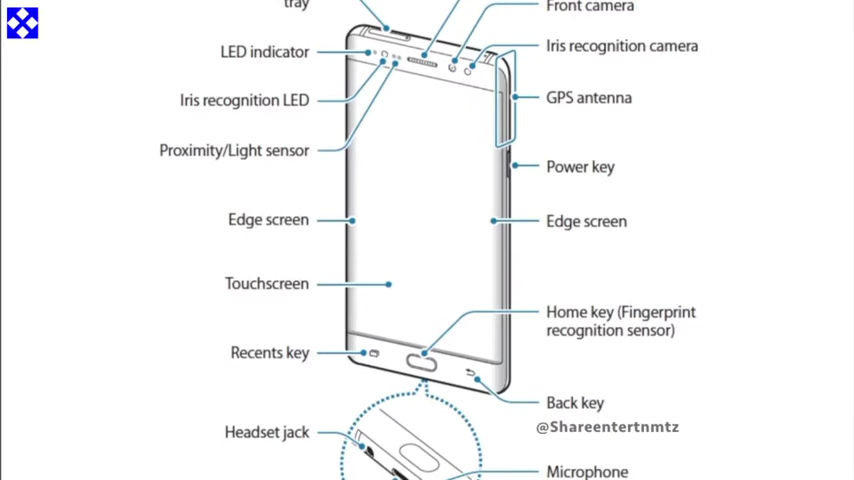 tray
Front camera
LED indicator
Iris recognition camera
Iris recognition LED
GPS antenna
Proximity/Light sensor
Power key
Edge screen
Edge screen
Touchscreen
Home key (Fingerprint
recognition sensor)
Recents key
Back key
@Shareentertnmtz
Headset jack
Microphone